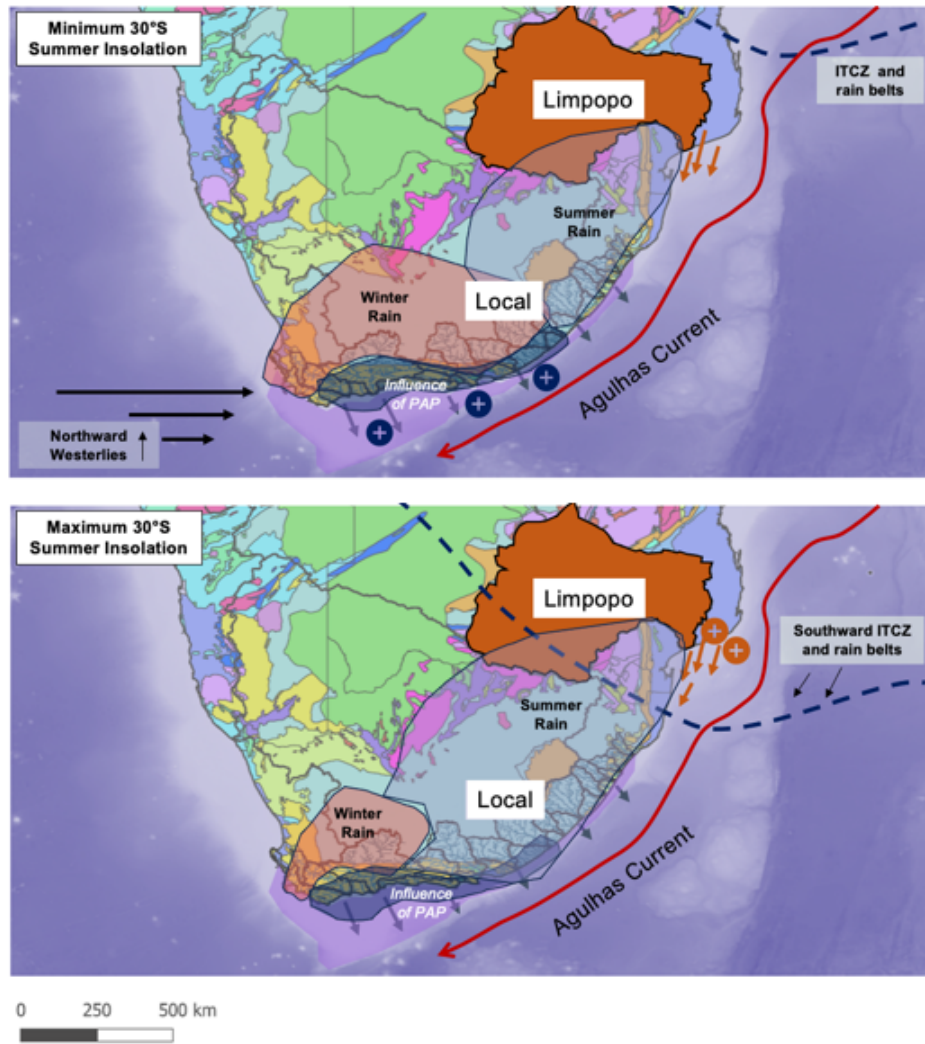 Minimum 30°S
Summer Insolation
Limpopo
ITCZ and
rain belts
Summer
Rain
Winter
Rain
Local
Influence
of PAP
+
+
+
Agulhas Current
Northward
Westerlies
Maximum 30°S
Summer Insolation
Limpopo
+
+
Southward ITCZ
and rain belts
Summer
Rain
Local
Winter
Rain
Influence
of PAP
Agulhas Current
0 250 500 km